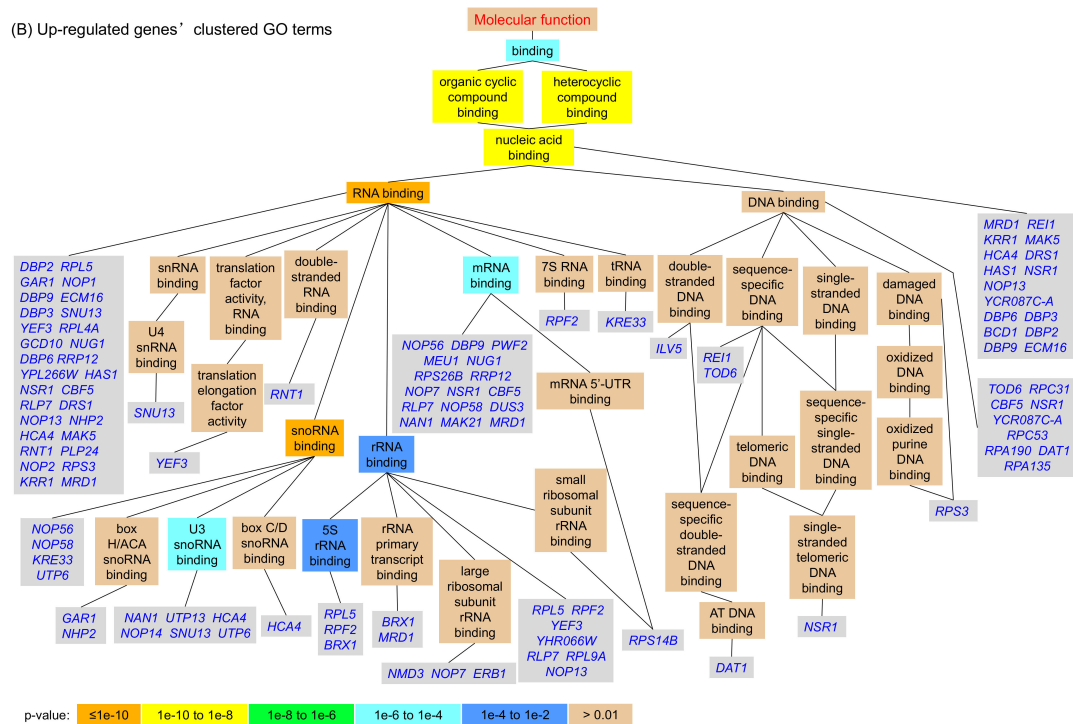 (B) Up-regulated genes’ clustered GO terms
Molecular function
binding
organic cyclic
compound
binding
heterocyclic
compound
binding
nucleic acid
binding
RNA binding
DNA binding
MRD1 REI1
KRR1 MAK5
HCA4 DRS1
HAS1 NSR1
NOP13
YCR087C-A
DBP6 DBP3
BCD1 DBP2
DBP9 ECM16
DBP2 RPL5
GAR1 NOP1
DBP9 ECM16
DBP3 SNU13
YEF3 RPL4A
GCD10 NUG1
DBP6 RRP12
YPL266W HAS1
NSR1 CBF5
RLP7 DRS1
NOP13 NHP2
HCA4 MAK5
RNT1 PLP24
NOP2 RPS3
KRR1 MRD1
snRNA
binding
U4
snRNA
binding
SNU13
translation
factor
activity,
RNA
binding
translation
elongation
factor
activity
YEF3
double-
stranded
RNA
binding
RNT1
mRNA
binding
NOP56 DBP9 PWF2
MEU1 NUG1
RPS26B RRP12
NOP7 NSR1 CBF5
RLP7 NOP58 DUS3
NAN1 MAK21 MRD1
7S RNA
binding
RPF2
tRNA
binding
KRE33
mRNA 5’-UTR
binding
double-
stranded
DNA
binding
ILV5
sequence-
specific
DNA
binding
REI1
TOD6
single-
stranded
DNA
binding
damaged
DNA
binding
oxidized
DNA
binding
oxidized
purine
DNA
binding
RPS3
TOD6 RPC31
CBF5 NSR1
YCR087C-A
RPC53
RPA190 DAT1
RPA135
snoRNA
binding
rRNA
binding
telomeric
DNA
binding
sequence-
specific
single-
stranded
DNA
binding
NOP56
NOP58
KRE33
UTP6
box
H/ACA
snoRNA
binding
GAR1
NHP2
U3
snoRNA
binding
NAN1 UTP13 HCA4
NOP14 SNU13 UTP6
box C/D
snoRNA
binding
HCA4
5S
rRNA
binding
RPL5
RPF2
BRX1
rRNA
primary
transcript
binding
BRX1
MRD1
large
ribosomal
subunit
rRNA
binding
NMD3 NOP7 ERB1
small
ribosomal
subunit
rRNA
binding
RPL5 RPF2
YEF3
YHR066W
RLP7 RPL9A
NOP13
RPS14B
sequence-
specific
double-
stranded
DNA
binding
AT DNA
binding
DAT1
single-
stranded
telomeric
DNA
binding
NSR1
p-value: ≤1e-10 1e-10 to 1e-8 1e-8 to 1e-6 1e-6 to 1e-4 1e-4 to 1e-2 > 0.01